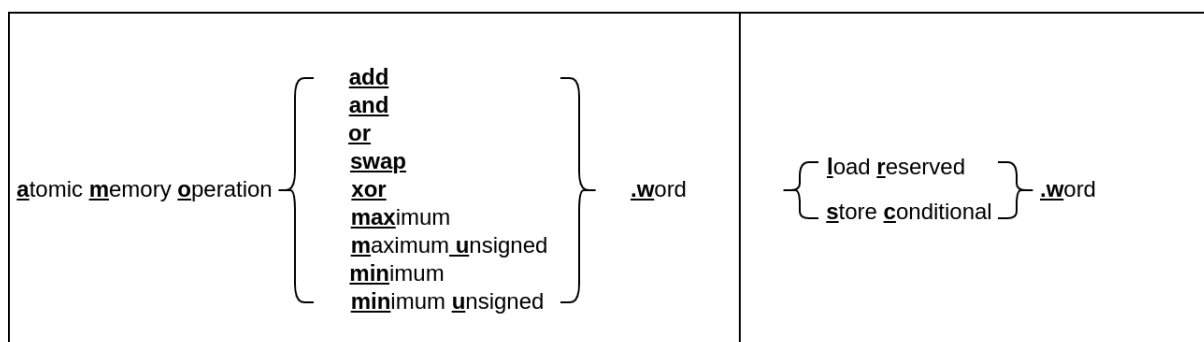 add
and
or
swap
atomic memory operation xor .word
maximum
maximum unsigned
minimum
minimum unsigned
load reserved
.word
store conditional